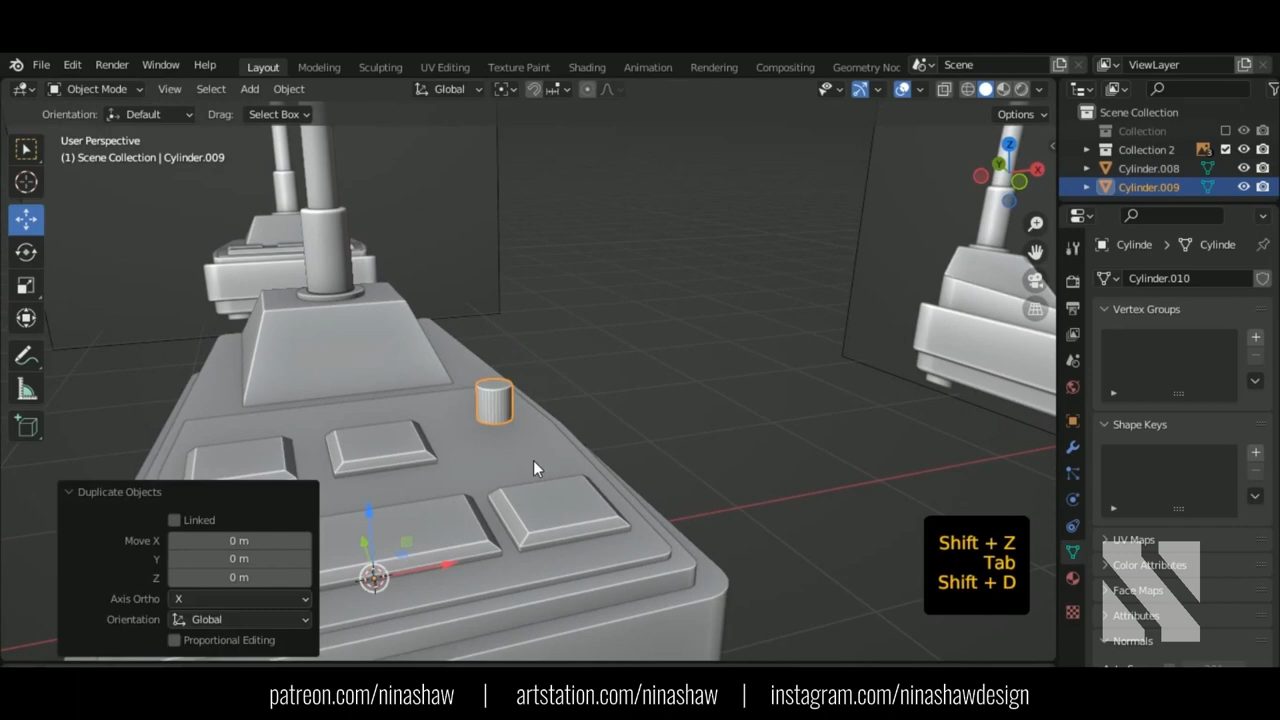 File Edit Render Window Help
Layout Modeling Sculpting UV Editing Texture Paint Shading Animation Rendering Compositing Geometry Noc
Scene
ViewLayer
Object Mode View Select Add Object
Global
Orientation: Default Drag: Select Box
Options
User Perspective
(1) Scene Collection | Cylinder.009
Z
Y
X
Scene Collection
Collection
Collection 2
3
Cylinder.008
Cylinder.009
Cylinde > Cylinde
Cylinder.010
Vertex Groups
Shape Keys
UV Maps
Color Attributes
Face Maps
Attributes
Normals
Duplicate Objects
Linked
Move X 0 m
Y 0 m
Z 0 m
Axis Ortho X
Orientation Global
Proportional Editing
Shift + Z
Tab
Shift + D
N
patreon.com/ninashaw | artstation.com/ninashaw | instagram.com/ninashawdesign